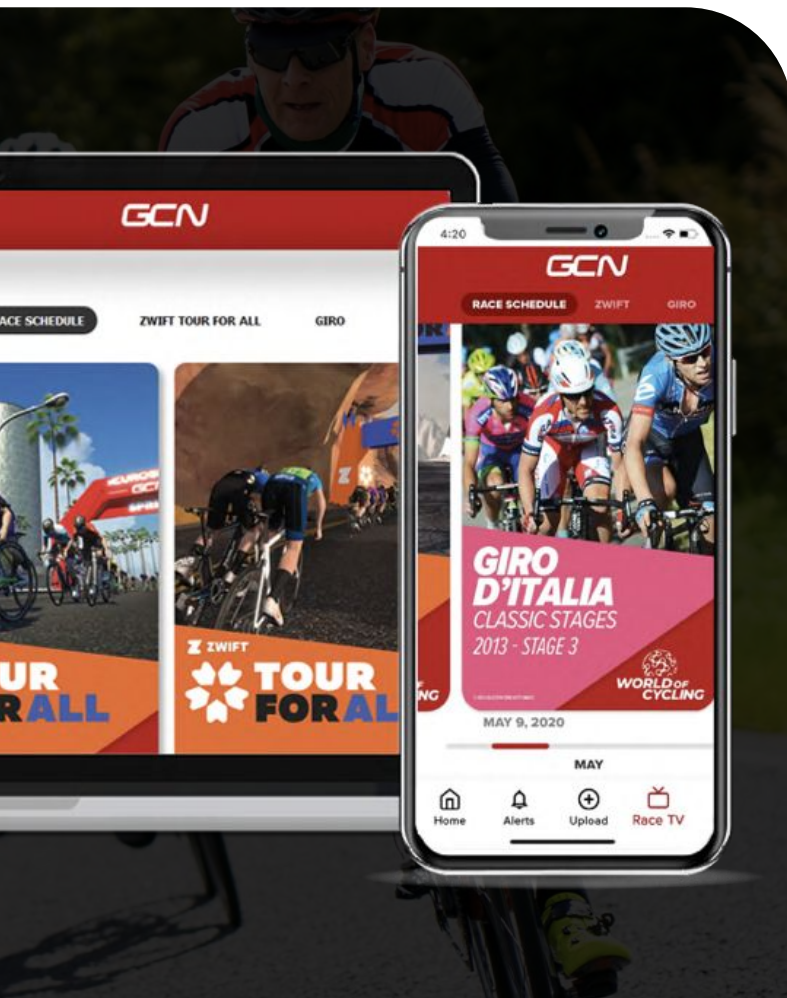 GCN
ACE SCHEDULE
ZWIFT TOUR FOR ALL
GIRO
GCN
UR
R ALL
ZWIFT
TOUR
FOR AL
4:20
GCN
RACE SCHEDULE
ZWIFT
GIRO
GIRO
D'ITALIA
CLASSIC STAGES
2013 - STAGE 3
WORLD OF
CYCLING
NG
MAY 9, 2020
MAY
Home
Alerts
Upload
Race TV